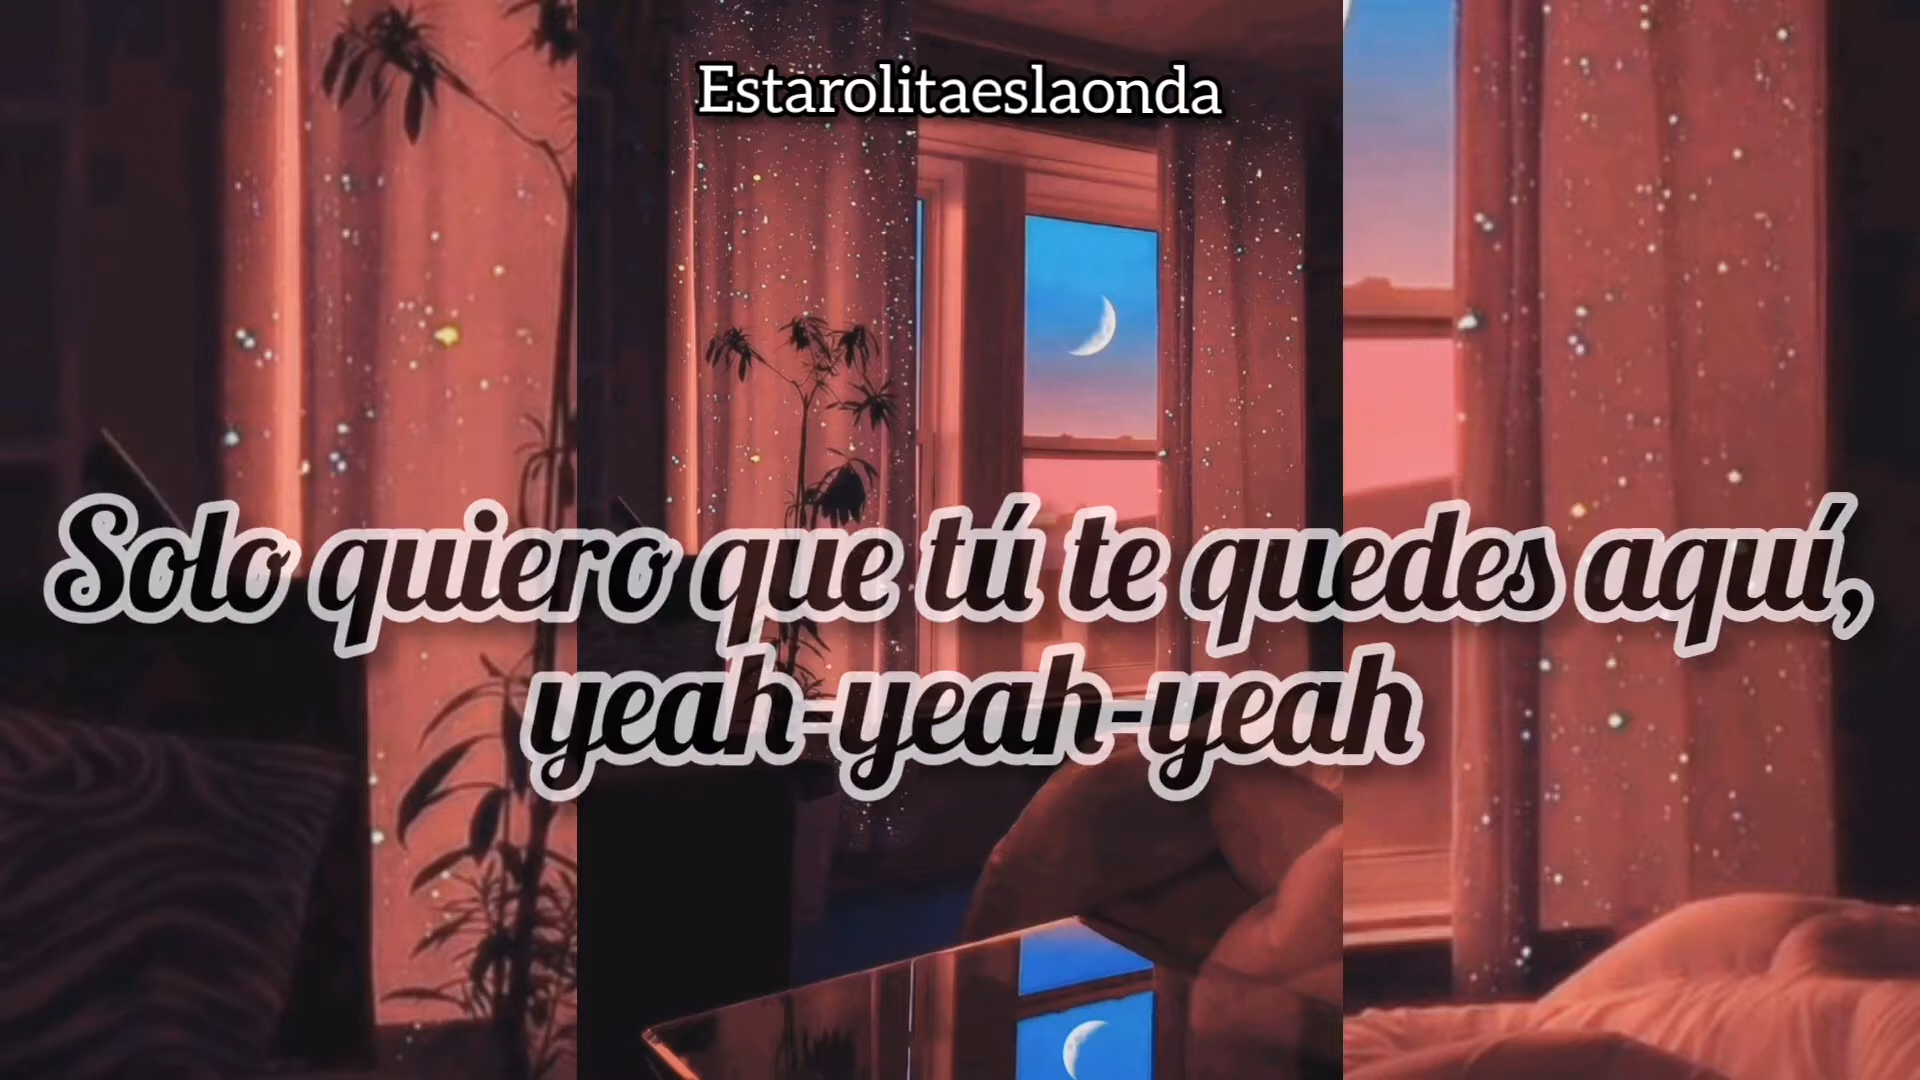 Estarolitaeslaonda
Solo quiero que tú te quedes aquí,
yeah-yeah-yeah